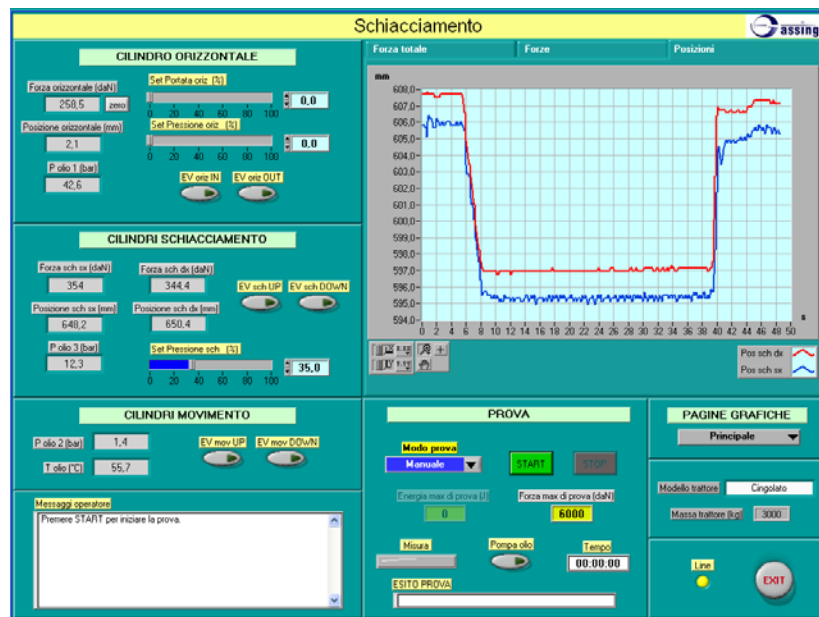 Schiacciamento
assing
CILINDRO ORIZZONTALE
Forza orizzontale (daN)
258,5
zero
Set Portata oriz (%)
0 20 40 60 80 100
0,0
Posizione orizzontale (mm)
2,1
Set Pressione oriz (%)
0 20 40 60 80 100
0,0
P olio 1 (bar)
42,6
EV oriz IN
EV oriz OUT
CILINDRI SCHIACCIAMENTO
Forza sch sx (daN)
354
Forza sch dx (daN)
344,4
EV sch UP
EV sch DOWN
Posizione sch sx (mm)
648,2
Posizione sch dx (mm)
650,4
P olio 3 (bar)
12,3
Set Pressione sch (%)
0 20 40 60 80 100
35,0
CILINDRI MOVIMENTO
P olio 2 (bar)
1,4
EV mov UP
EV mov DOWN
T olio (°C)
55,7
Messaggi operatore
Premere START per iniziare la prova.
Forza totale
Forze
Posizioni
mm
608,0
607,0
606,0
605,0
604,0
603,0
602,0
601,0
600,0
599,0
598,0
597,0
596,0
595,0
594,0
0 2 4 6 8 10 12 14 16 18 20 22 24 26 28 30 32 34 36 38 40 42 44 46 48 50
s
Pos sch dx
Pos sch sx
PROVA
Modo prova
Manuale
START
STOP
Energia max di prova (J)
0
Forza max di prova (daN)
6000
Misura
Pompa olio
Tempo
00:00:00
ESITO PROVA
PAGINE GRAFICHE
Principale
Modello trattore
Cingolato
Massa trattore (kg)
3000
Line
EXIT